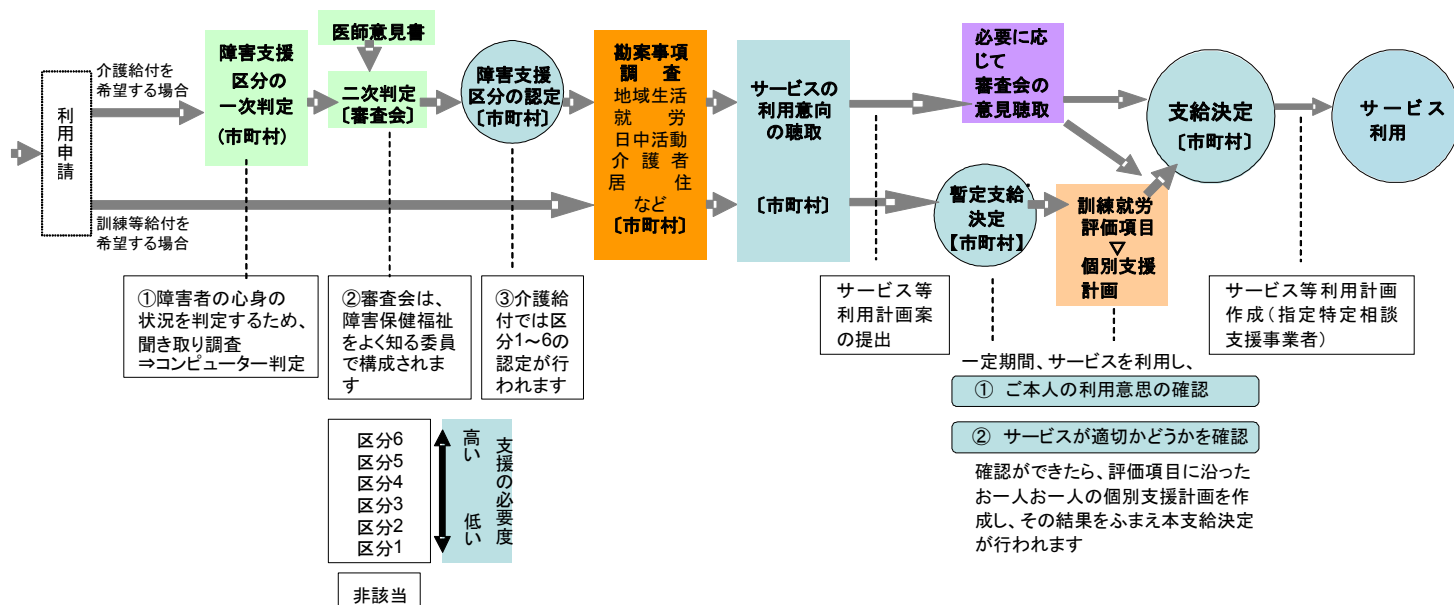 介護給付を
希望する場合
利用申請
訓練等給付を
希望する場合
障害支援
区分の
一次判定
(市町村)
医師意見書
二次判定
〔審査会〕
障害支援
区分の認定
〔市町村〕
勘案事項
調　査
地域生活
就　労
日中活動
介　護　者
居　住
など
〔市町村〕
サービスの
利用意向
の聴取
〔市町村〕
必要に応
じて
審査会の
意見聴取
暫定支給
決定
【市町村】
訓練就労
評価項目
▽
個別支援
計画
支給決定
〔市町村〕
サービス
利用
①障害者の心身の
状況を判定するため、
聞き取り調査
⇒コンピューター判定
②審査会は、
障害保健福祉
をよく知る委員
で構成されま
す
③介護給
付では区
分1～6の
認定が行
われます
サービス等
利用計画案
の提出
サービス等利用計画
作成（指定特定相談
支援事業者）
一定期間、サービスを利用し、
①　ご本人の利用意思の確認
②　サービスが適切かどうかを確認
確認ができたら、評価項目に沿った
お一人お一人の個別支援計画を作
成し、その結果をふまえ本支給決定
が行われます
区分6
区分5
区分4
区分3
区分2
区分1
高い
低い
支援の必要度
非該当